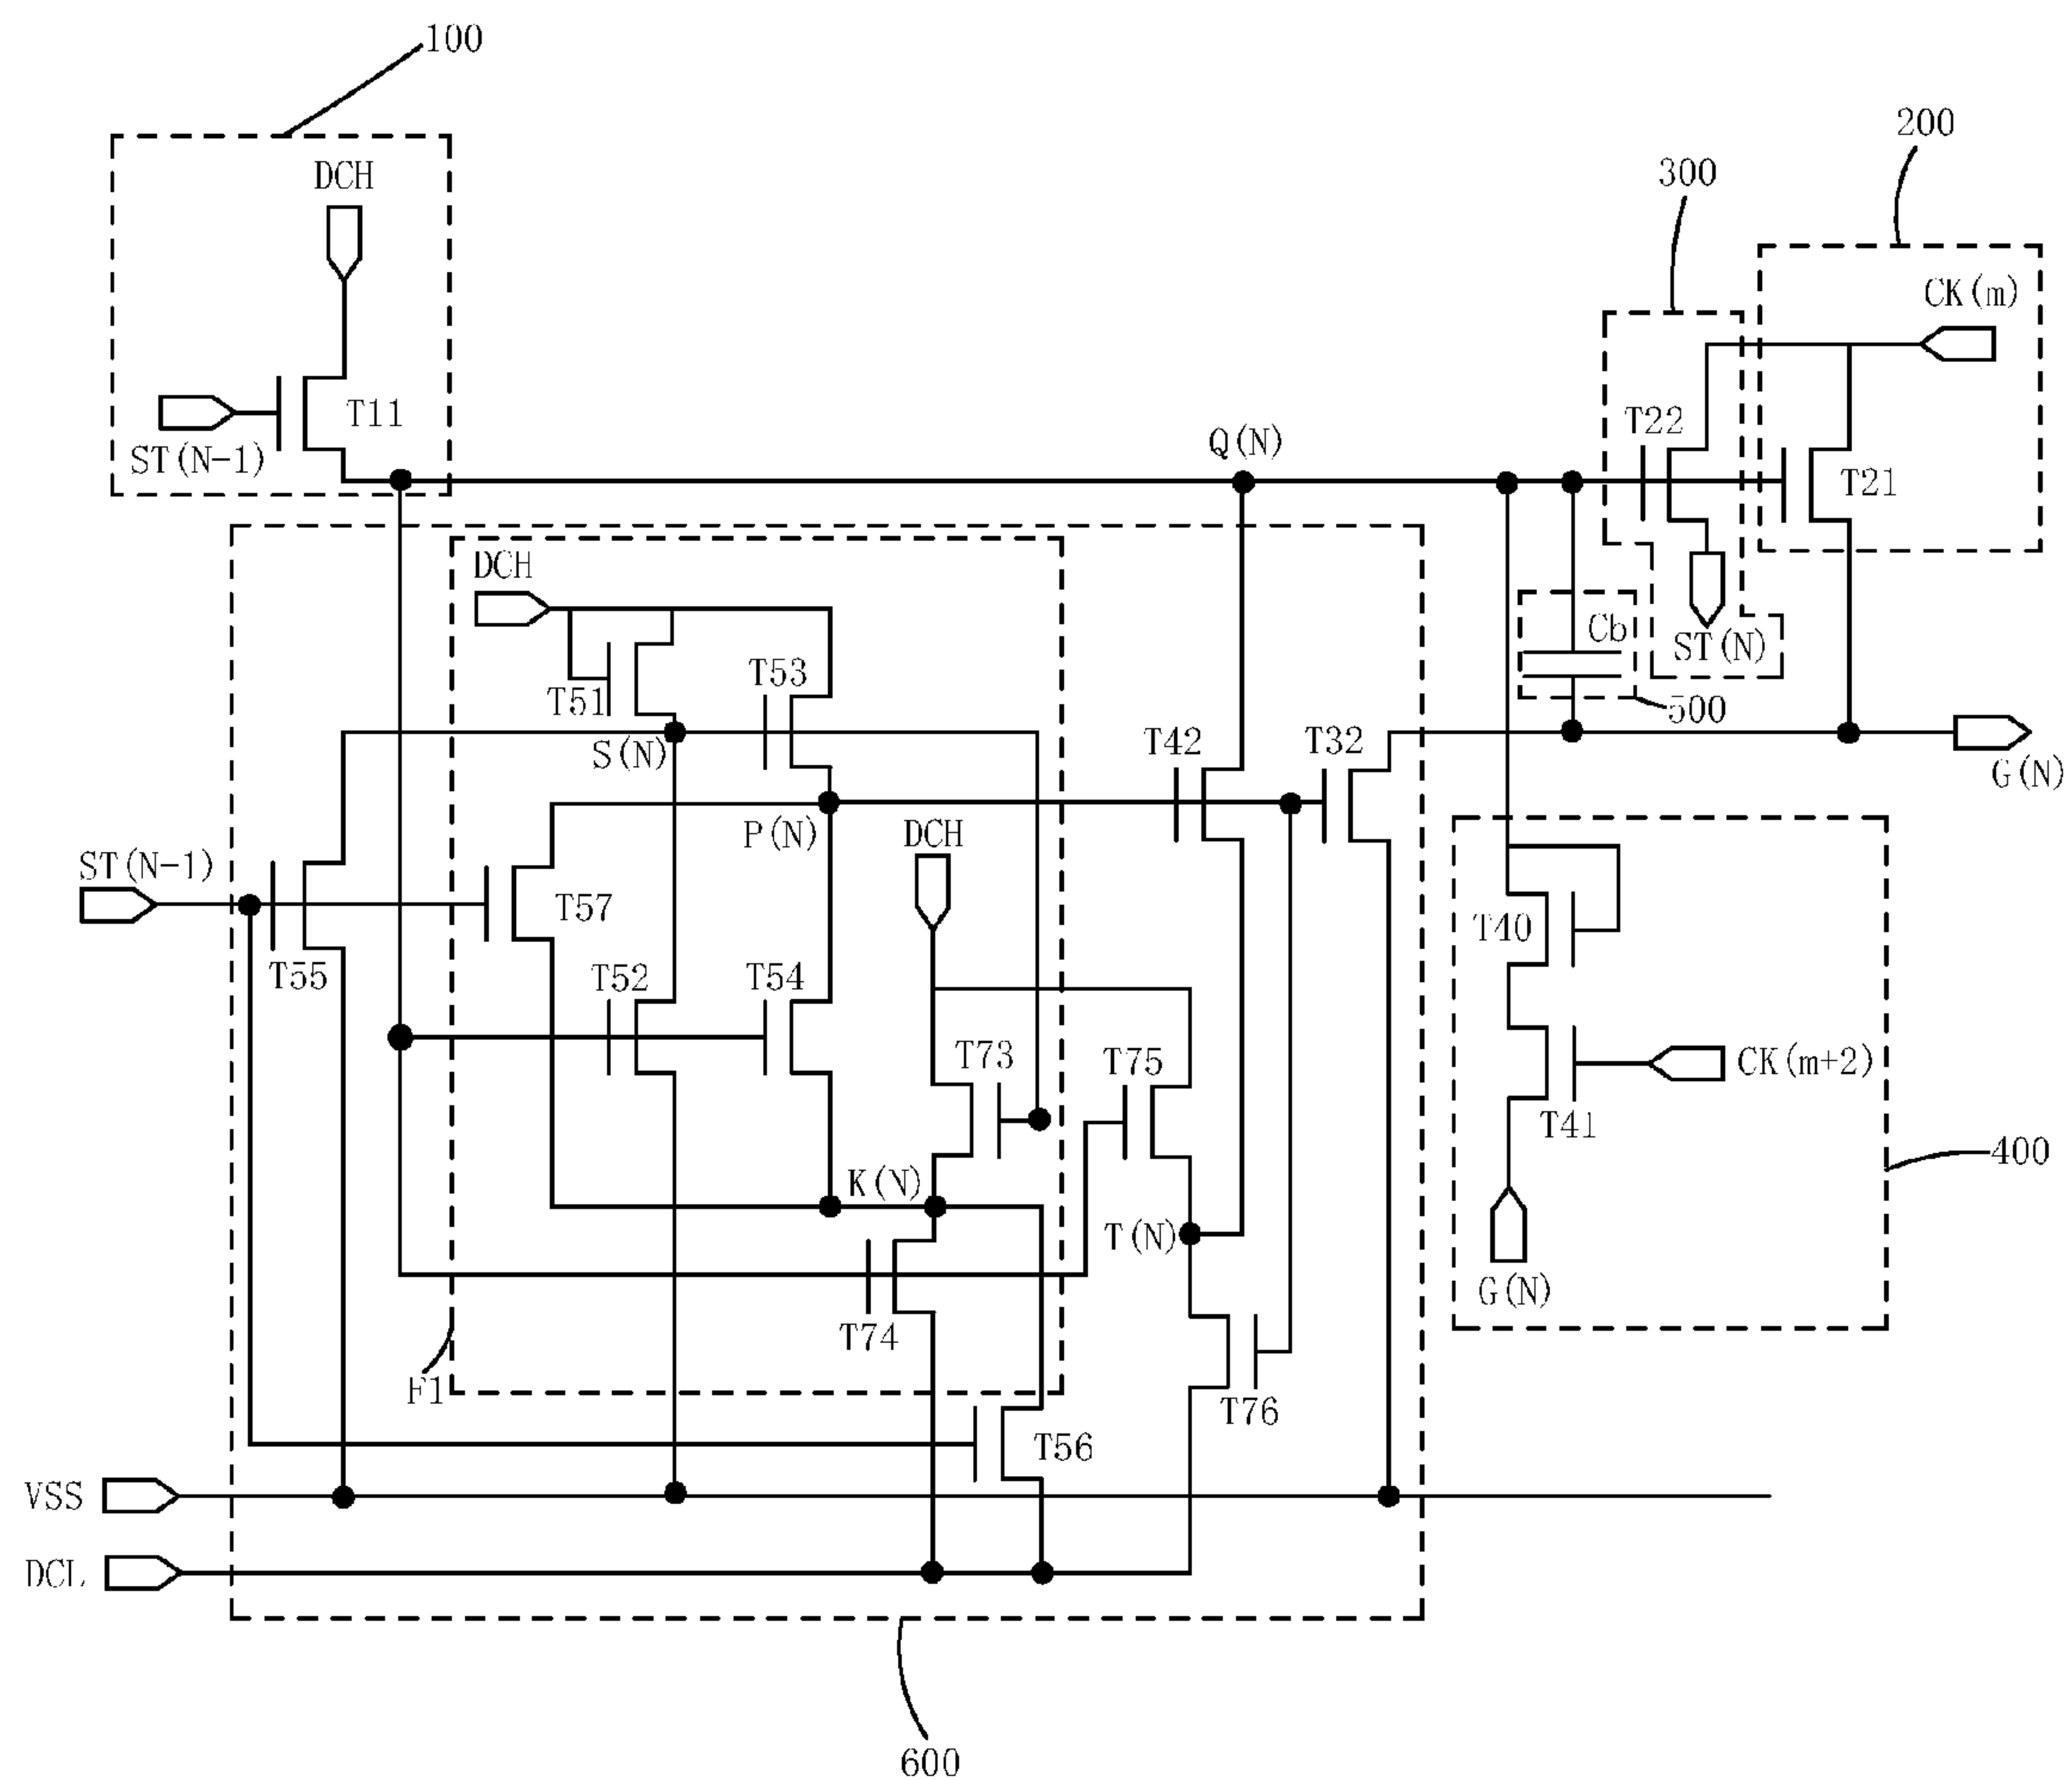 100
DCH
200
300
CK(m)
T11
T22
ST(N-1)
Q(N)
T21
DCH
Cb
T51
T53
ST(N)
500
S(N)
T42
T32
G(N)
P(N)
DCH
ST(N-1)
T57
T40
T55
T52
T54
T73
T75
CK(m+2)
T41
400
K(N)
T(N)
G(N)
T74
F1
T76
T56
VSS
DCL
600